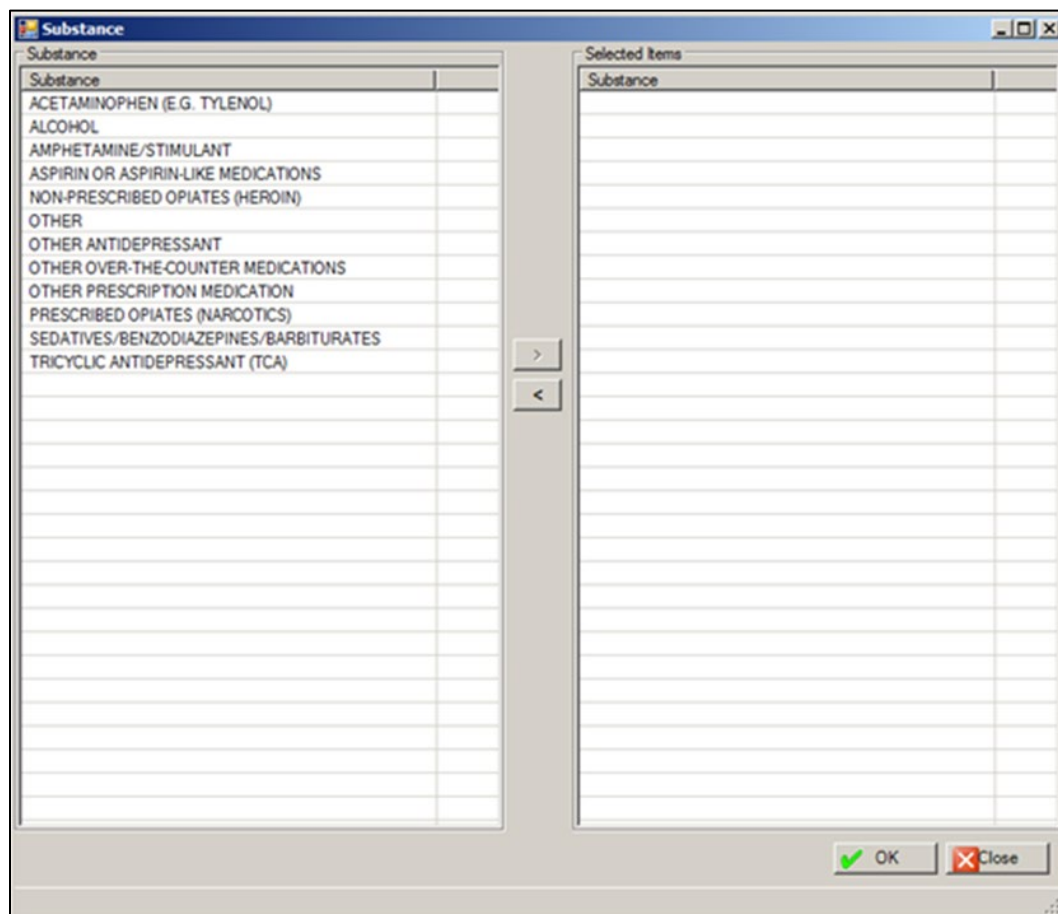 Substance
Substance
Substance
ACETAMINOPHEN (E.G. TYLENOL)
ALCOHOL
AMPHETAMINE/STIMULANT
ASPIRIN OR ASPIRIN-LIKE MEDICATIONS
NON-PRESCRIBED OPIATES (HEROIN)
OTHER
OTHER ANTIDEPRESSANT
OTHER OVER-THE-COUNTER MEDICATIONS
OTHER PRESCRIPTION MEDICATION
PRESCRIBED OPIATES (NARCOTICS)
SEDATIVES/BENZODIAZEPINES/BARBITURATES
TRICYCLIC ANTIDEPRESSANT (TCA)
>
<
Selected Items
Substance
OK
Close